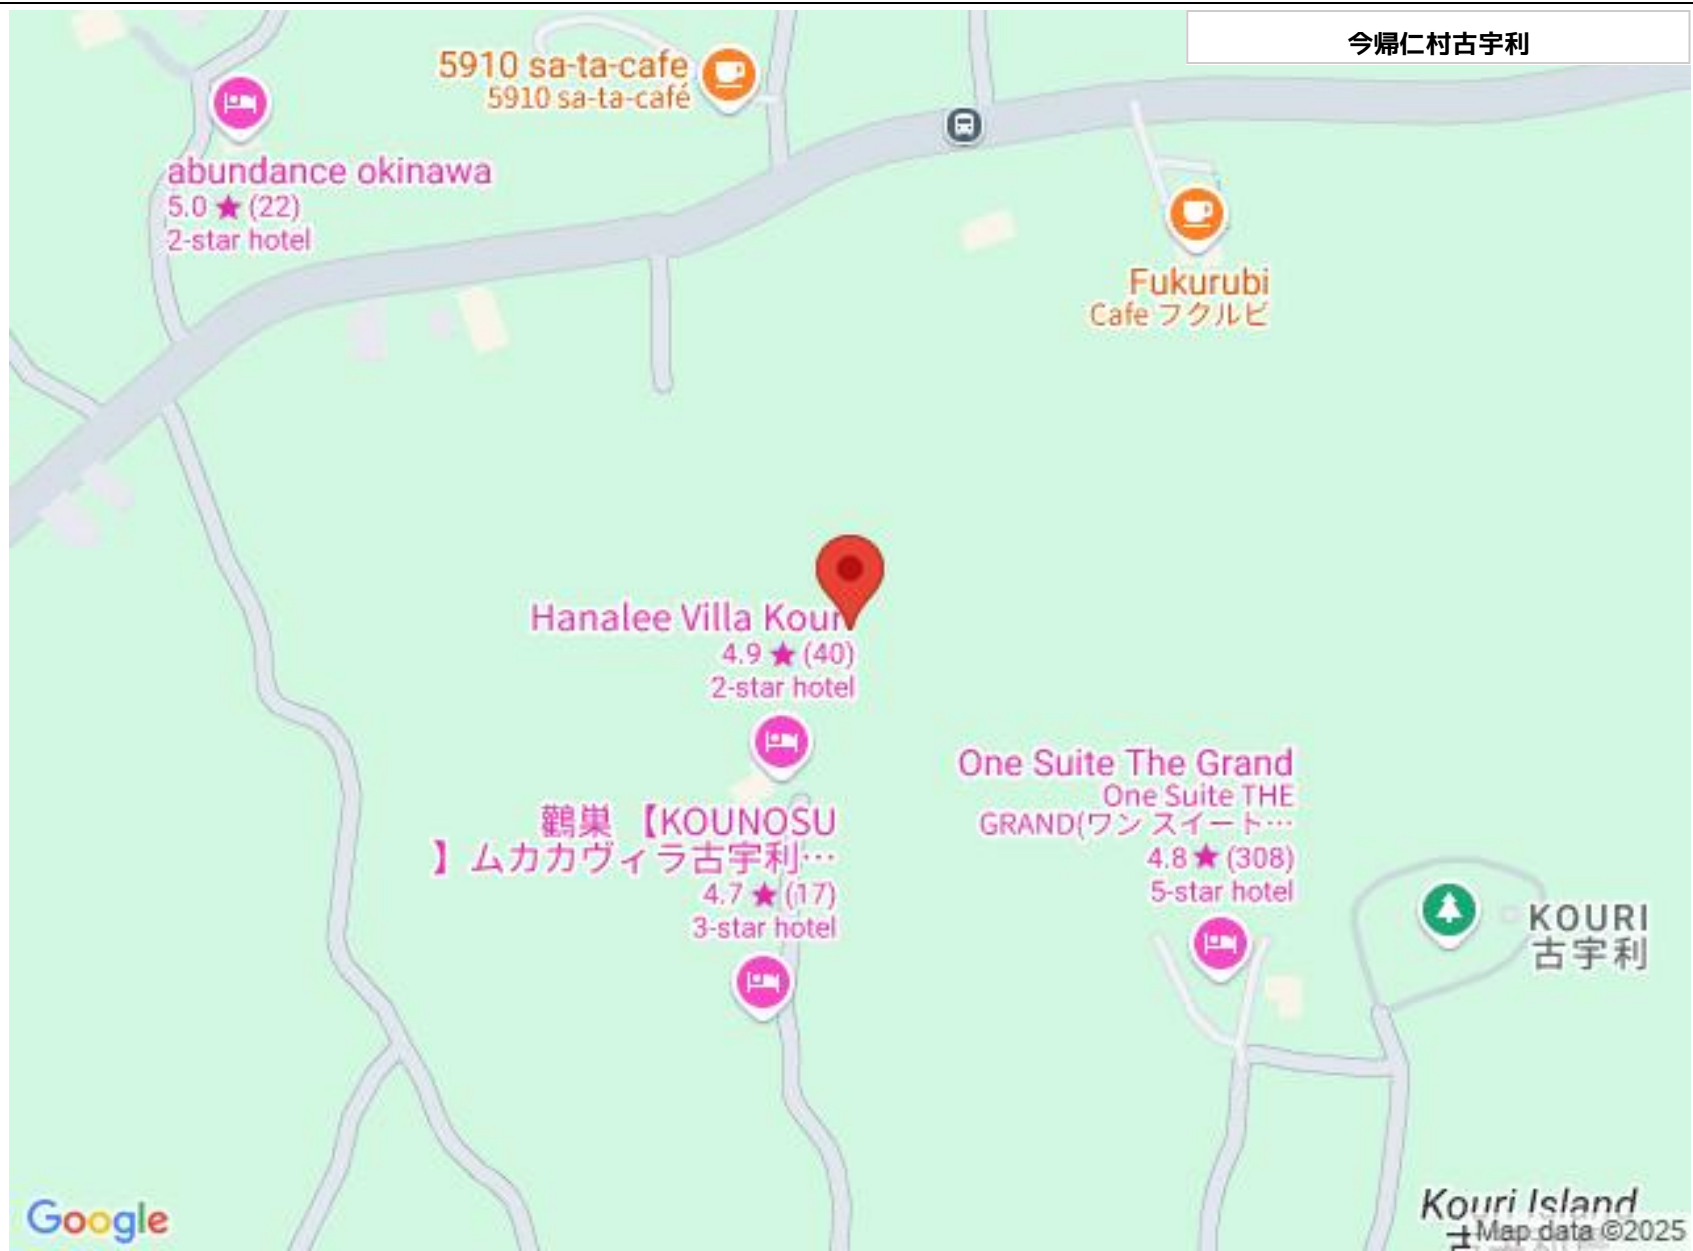 今帰仁村古宇利
5910 sa-ta-cafe
5910 sa-ta-café
abundance okinawa
5.0 ★ (22)
2-star hotel
Fukurubi
Cafe フクルビ
Hanalee Villa Kouri
4.9 ★ (40)
2-star hotel
鸛巣 【KOUNOSU
】ムカカヴィラ古宇利…
4.7 ★ (17)
3-star hotel
One Suite The Grand
One Suite THE
GRAND(ワン スイート…
4.8 ★ (308)
5-star hotel
KOURI
古宇利
Kouri Island
Google
Map data ©2025